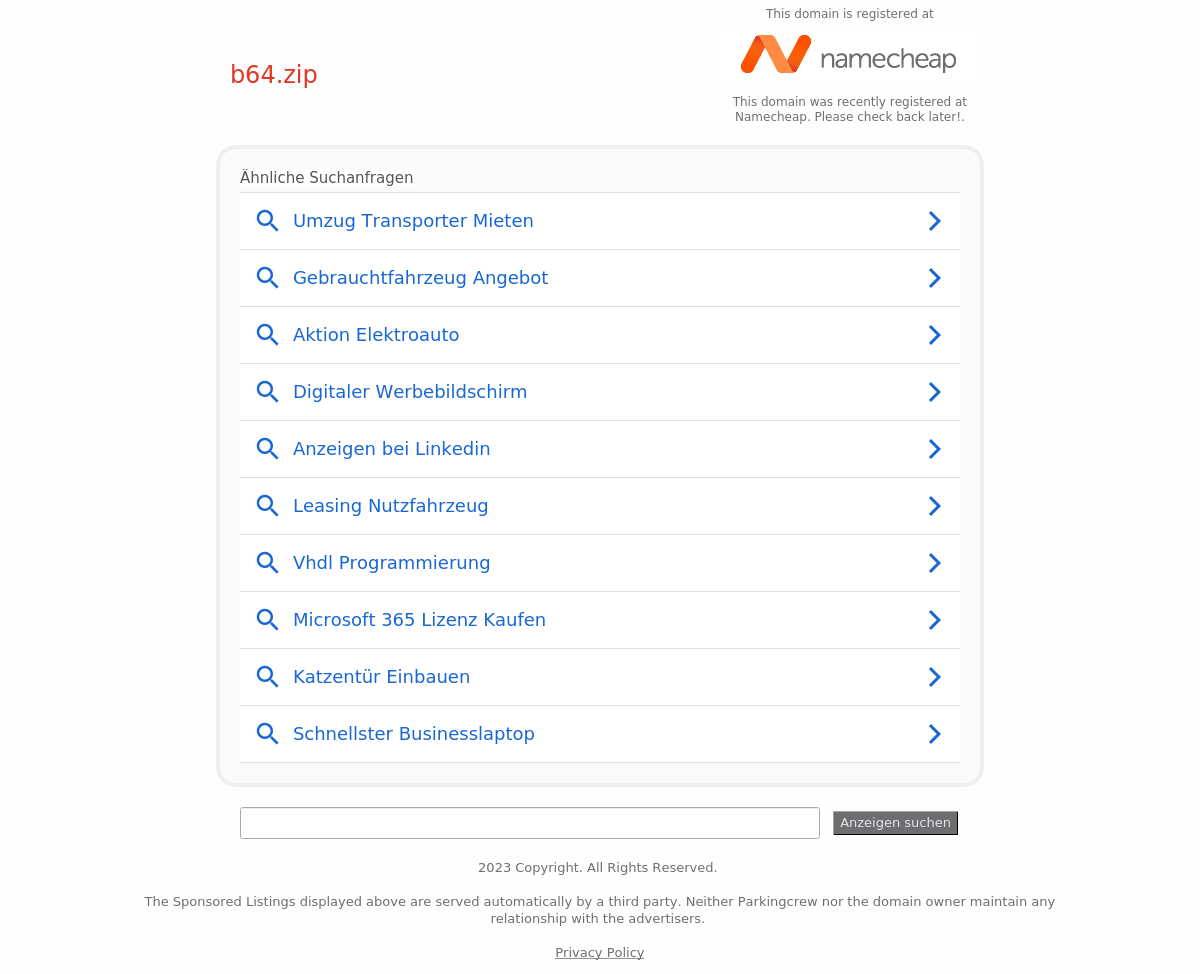 This domain is registered at
namecheap
b64.zip
This domain was recently registered at
Namecheap. Please check back later!.
Ähnliche Suchanfragen
Umzug Transporter Mieten
Gebrauchtfahrzeug Angebot
Aktion Elektroauto
Digitaler Werbebildschirm
Anzeigen bei Linkedin
Leasing Nutzfahrzeug
Vhdl Programmierung
Microsoft 365 Lizenz Kaufen
Katzentür Einbauen
Schnellster Businesslaptop
Anzeigen suchen
2023 Copyright. All Rights Reserved.
The Sponsored Listings displayed above are served automatically by a third party. Neither Parkingcrew nor the domain owner maintain any
relationship with the advertisers.
Privacy Policy